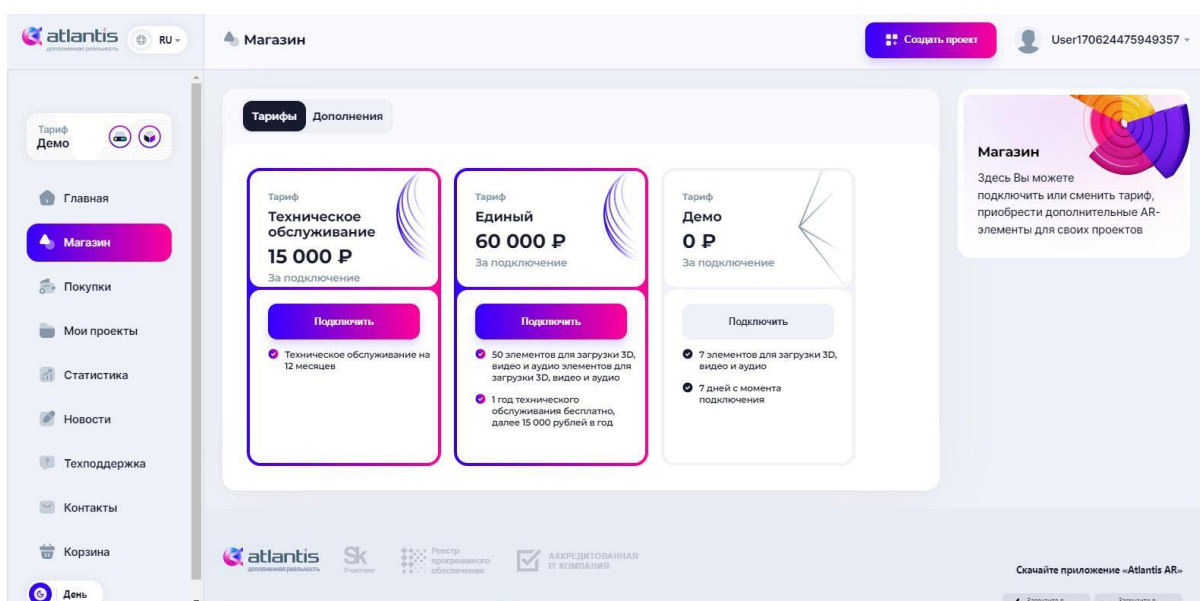 atlantis
дополненная реальность
RU
Магазин
Создать проект
User170624475949357
Тариф
Демо
Главная
Магазин
Покупки
Мои проекты
Статистика
Новости
Техподдержка
Контакты
Корзина
День
Тарифы
Дополнения
Тариф
Техническое
обслуживание
15 000 ₽
За подключение
Подключить
Техническое обслуживание на
12 месяцев
Тариф
Единый
60 000 ₽
За подключение
Подключить
50 элементов для загрузки 3D,
видео и аудио элементов для
загрузки 3D, видео и аудио
1 год технического
обслуживания бесплатно,
далее 15 000 рублей в год
Тариф
Демо
0 ₽
За подключение
Подключить
7 элементов для загрузки 3D,
видео и аудио
7 дней с момента
подключения
Магазин
Здесь Вы можете
подключить или сменить тариф,
приобрести дополнительные AR-
элементы для своих проектов
atlantis
дополненная реальность
Sk
Участник
Реестр
программного
обеспечения
АККРЕДИТОВАННАЯ
IT КОМПАНИЯ
Скачайте приложение «Atlantis AR»